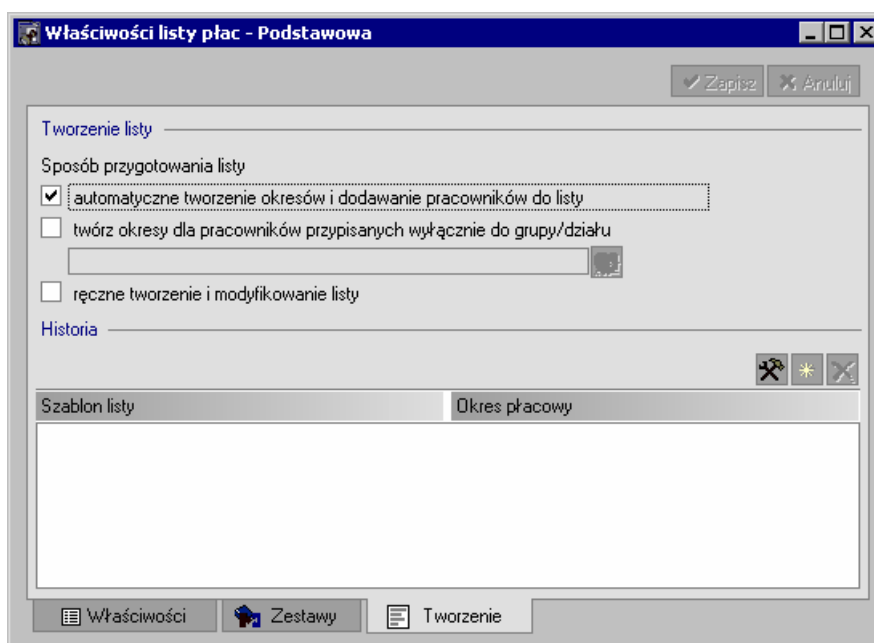 Właściwości listy płac - Podstawowa
Zapisz Anuluj
Tworzenie listy
Sposób przygotowania listy
automatyczne tworzenie okresów i dodawanie pracowników do listy
twórz okresy dla pracowników przypisanych wyłącznie do grupy/działu
ręczne tworzenie i modyfikowanie listy
Historia
Szablon listy Okres płacowy
Właściwości Zestawy Tworzenie